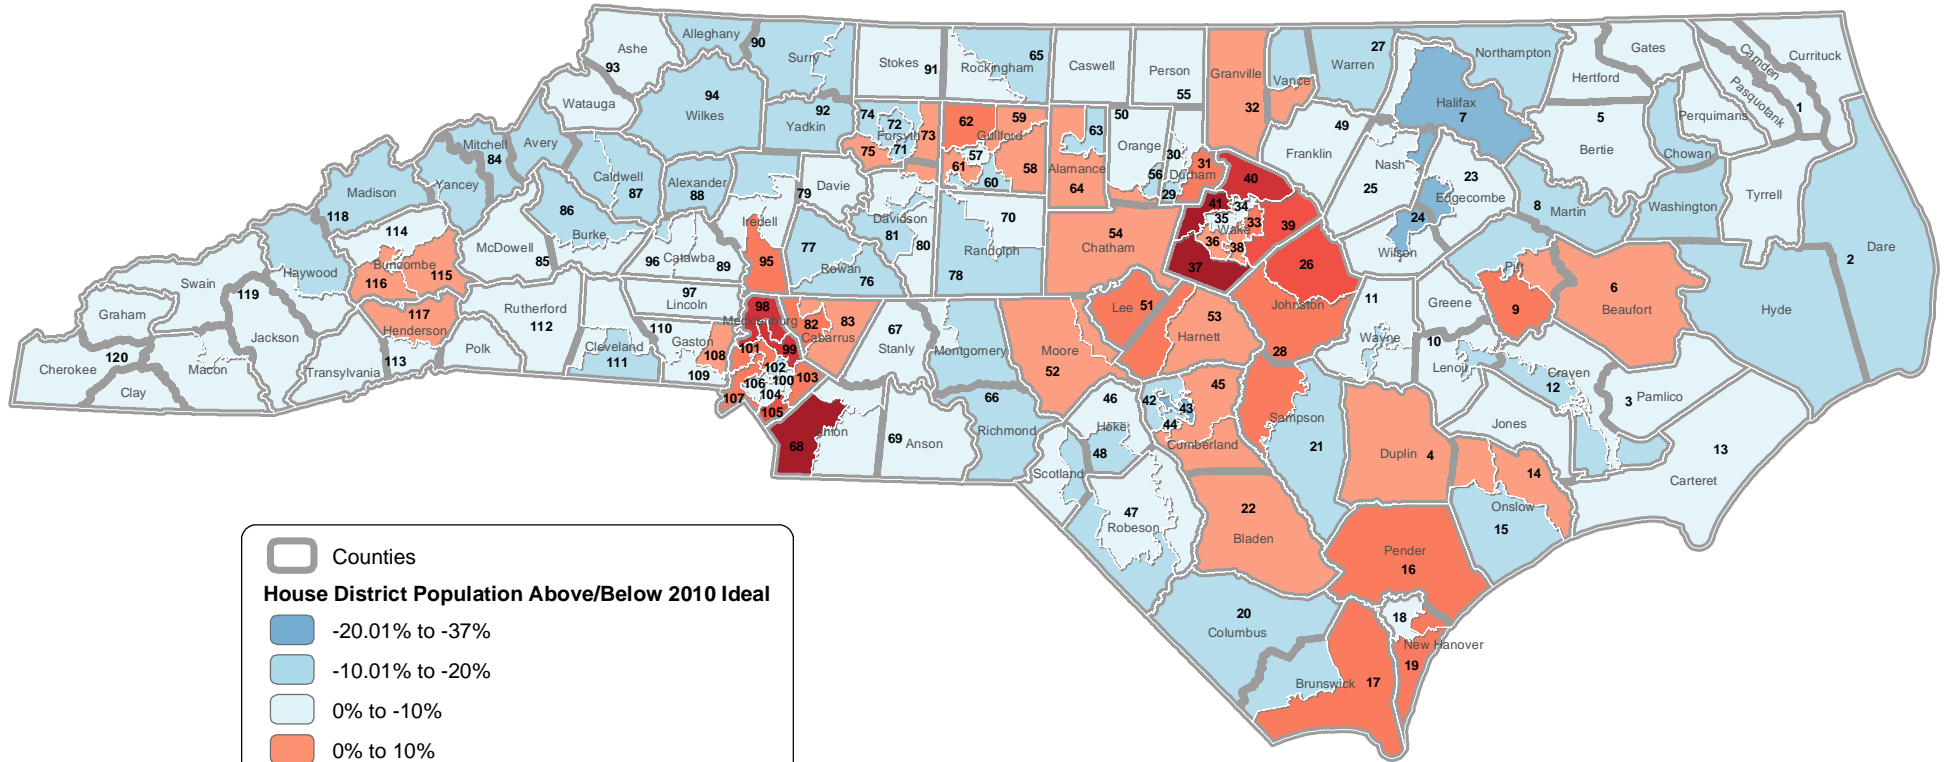 Ashe
93
Alleghany
90
Surry
Stokes
91
Rockingham
65
Caswell
Person
55
Granville
32
Vance
Warren
27
Northampton
Hertford
Gates
Camden
Pasquotank
Currituck
1
Perquimans
Chowan
Watauga
94
Wilkes
92
Yadkin
74
72
Forsyth
71
73
75
62
59
Guilford
57
61
60
58
63
Alamance
64
50
Orange
56
30
Durham
31
29
49
Franklin
Nash
25
Halifax
7
23
Edgecombe
24
Wilson
5
Bertie
8
Martin
Washington
Tyrrell
Dare
2
Hyde
Mitchell
84
Avery
Yancey
Madison
118
Caldwell
87
Alexander
88
86
Burke
Iredell
95
79
Davie
Davidson
81
80
77
Rowan
76
70
Randolph
78
54
Chatham
40
41
34
35
Wake
33
36
38
39
37
26
Johnston
28
Haywood
114
Buncombe
115
116
117
Henderson
McDowell
85
96
Catawba
89
97
Lincoln
Rutherford
112
Polk
113
Transylvania
Cleveland
111
110
Gaston
108
109
Swain
119
Graham
Jackson
Macon
120
Cherokee
Clay
98
Mecklenburg
99
101
102
100
106
104
103
107
105
82
83
Cabarrus
68
Union
69
Anson
67
Stanly
Montgomery
66
Richmond
Moore
52
Lee
51
53
Harnett
46
Hoke
48
Scotland
47
Robeson
42
43
44
45
Cumberland
Sampson
21
22
Bladen
20
Columbus
Brunswick
17
18
New Hanover
19
Pender
16
Duplin
4
11
Wayne
Greene
10
Lenoir
Pitt
9
6
Beaufort
Craven
12
3
Pamlico
Jones
13
Carteret
14
Onslow
15
Counties
House District Population Above/Below 2010 Ideal
-20.01% to -37%
-10.01% to -20%
0% to -10%
0% to 10%